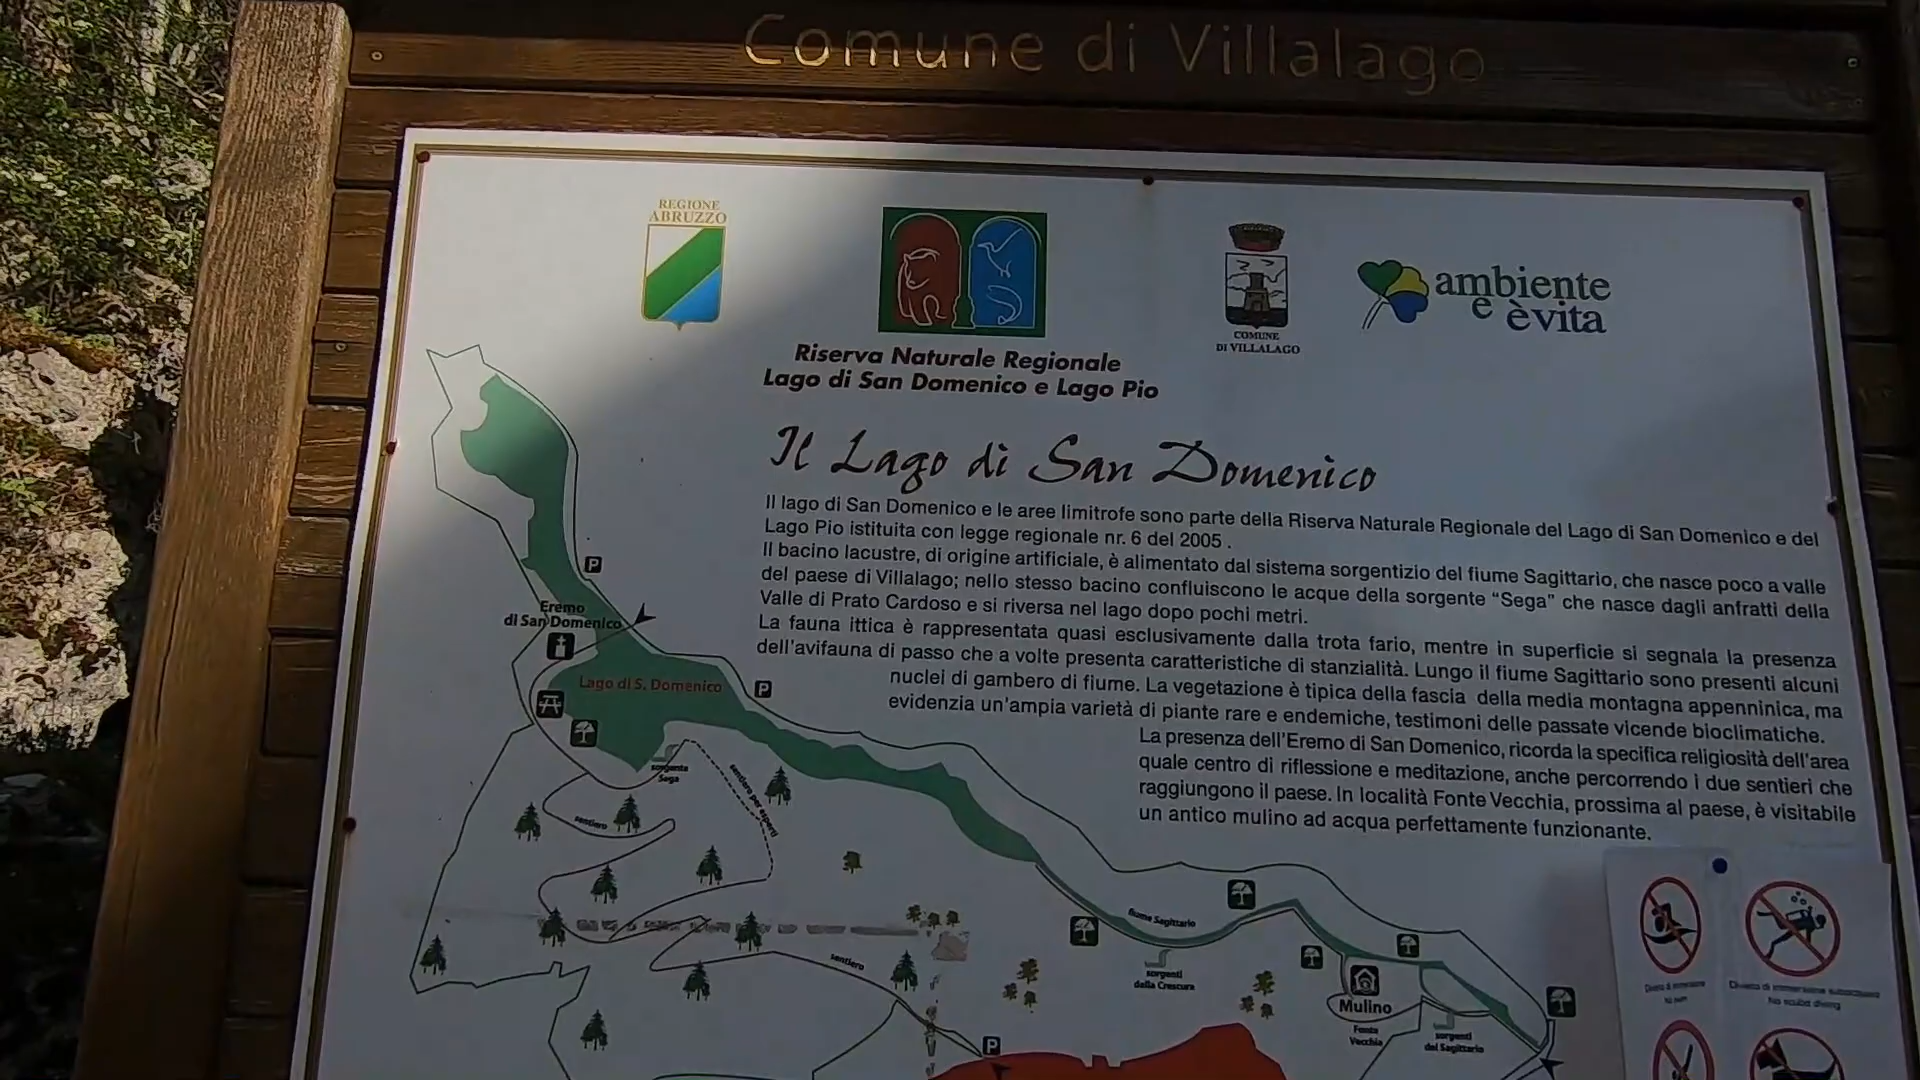 Comune di Villalago
REGIONE
ABRUZZO
COMUNE
DI VILLALAGO
ambiente
e èvita
Riserva Naturale Regionale
Lago di San Domenico e Lago Pio
Il Lago di San Domenico
Il lago di San Domenico e le aree limitrofe sono parte della Riserva Naturale Regionale del Lago di San Domenico e del
Lago Pio istituita con legge regionale nr. 6 del 2005 .
Il bacino lacustre, di origine artificiale, è alimentato dal sistema sorgentizio del fiume Sagittario, che nasce poco a valle
del paese di Villalago; nello stesso bacino confluiscono le acque della sorgente “Sega” che nasce dagli anfratti della
Valle di Prato Cardoso e si riversa nel lago dopo pochi metri.
La fauna ittica è rappresentata quasi esclusivamente dalla trota fario, mentre in superficie si segnala la presenza
dell'avifauna di passo che a volte presenta caratteristiche di stanzialità. Lungo il fiume Sagittario sono presenti alcuni
nuclei di gambero di fiume. La vegetazione è tipica della fascia della media montagna appenninica, ma
evidenzia un'ampia varietà di piante rare e endemiche, testimoni delle passate vicende bioclimatiche.
La presenza dell'Eremo di San Domenico, ricorda la specifica religiosità dell'area
quale centro di riflessione e meditazione, anche percorrendo i due sentieri che
raggiungono il paese. In località Fonte Vecchia, prossima al paese, è visitabile
un antico mulino ad acqua perfettamente funzionante.
P
Eremo
di San Domenico
Lago di S. Domenico
P
sorgente
Sega
sentiero per esperti
sentiero
sentiero
fiume Sagittario
sorgenti
della Crescura
Mulino
Fonte
Vecchia
sorgenti
del Sagittario
P
No scuba diving